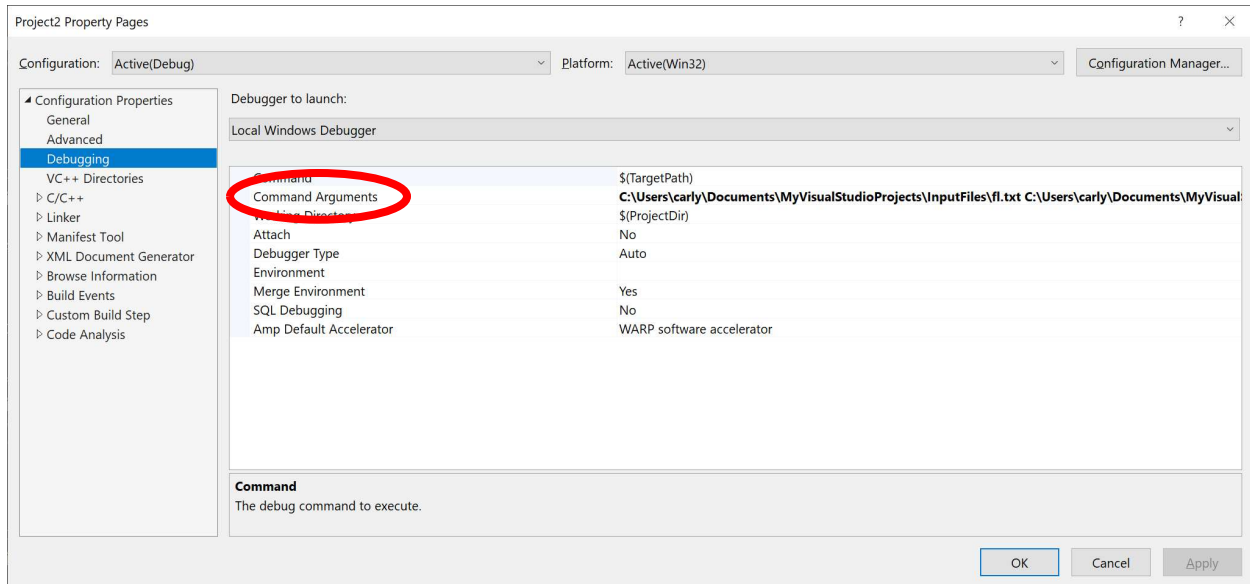 Project2 Property Pages ?
Configuration: Active(Debug) Platform: Active(Win32) Configuration Manager...
Configuration Properties
General
Advanced
Debugging
VC++ Directories
C/C++
Linker
Manifest Tool
XML Document Generator
Browse Information
Build Events
Custom Build Step
Code Analysis
Debugger to launch:
Local Windows Debugger
Command $(TargetPath)
Command Arguments C:\Users\carly\Documents\MyVisualStudioProjects\InputFiles\fl.txt C:\Users\carly\Documents\MyVisual
Working Directory $(ProjectDir)
Attach No
Debugger Type Auto
Environment
Merge Environment Yes
SQL Debugging No
Amp Default Accelerator WARP software accelerator
Command
The debug command to execute.
OK Cancel Apply